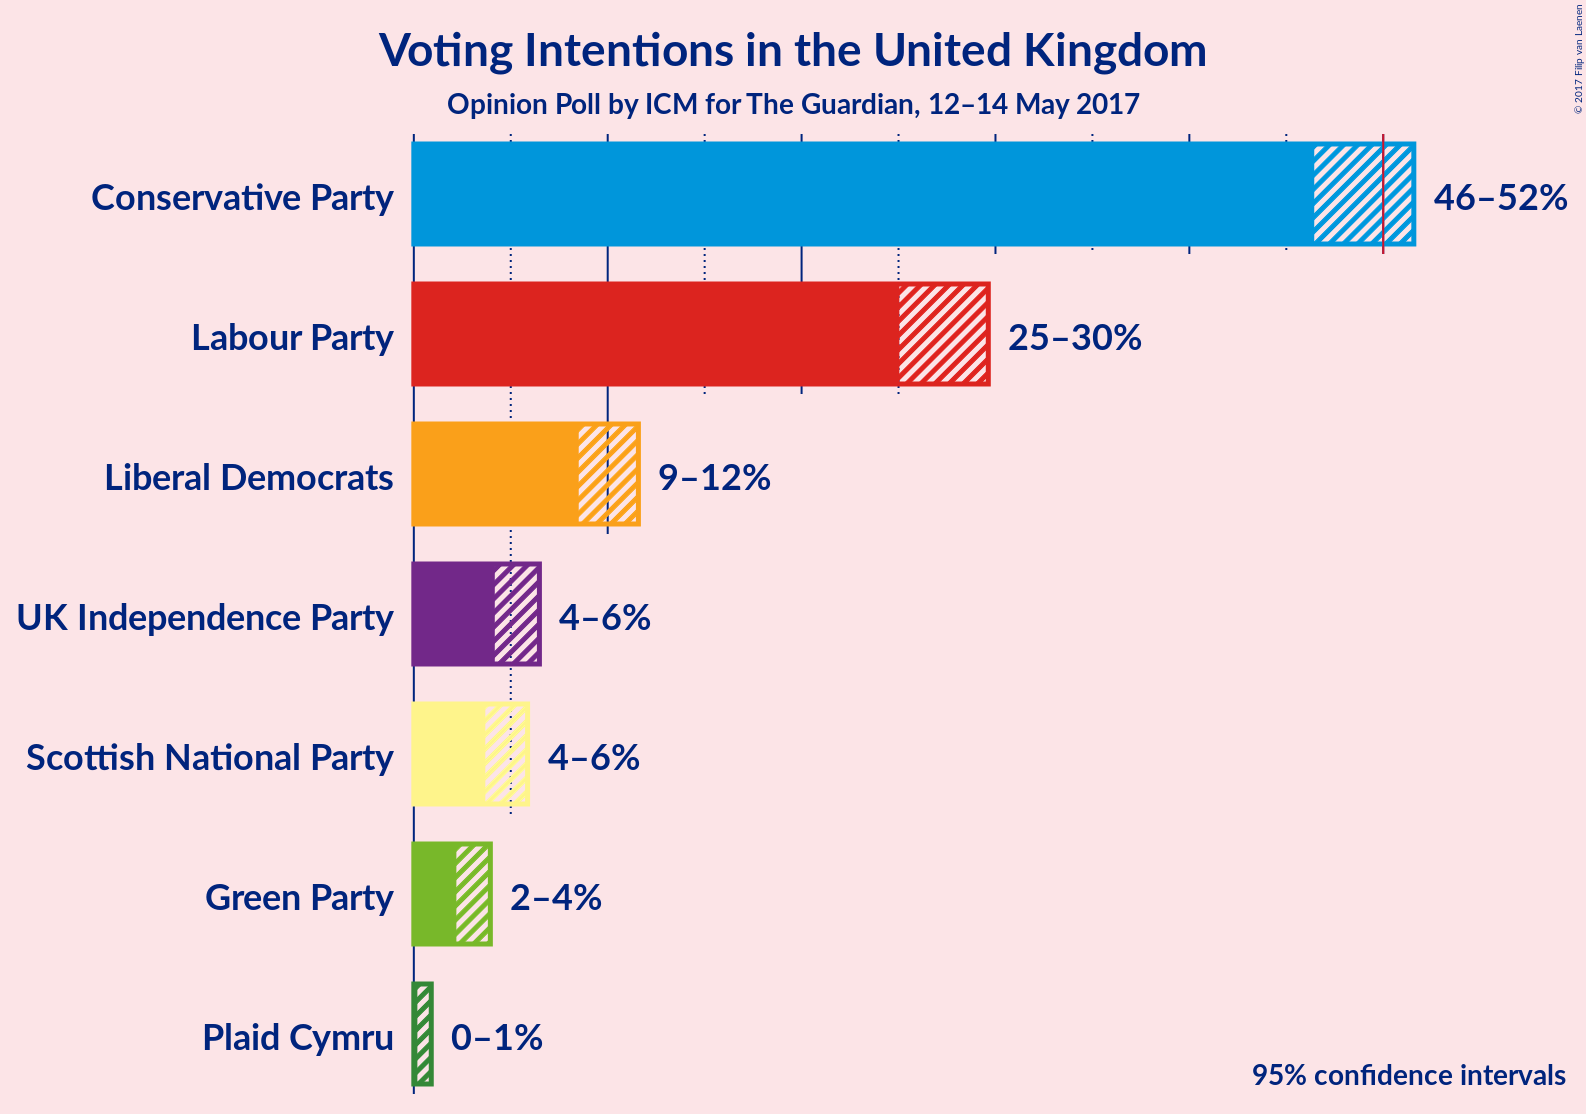 Voting Intentions in the United Kingdom
Opinion Poll by ICM for The Guardian, 12–14 May 2017
© 2017 Filip van Laenen
Conservative Party 46–52%
Labour Party 25–30%
Liberal Democrats 9–12%
UK Independence Party 4–6%
Scottish National Party 4–6%
Green Party 2–4%
Plaid Cymru 0–1%
95% confidence intervals